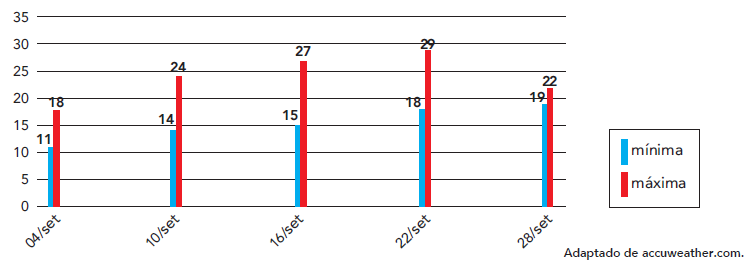 35
30
25
20
15
10
5
0
11
18
14
24
15
27
18
29
19
22
04/set
10/set
16/set
22/set
28/set
mínima
máxima
Adaptado de accuweather.com.